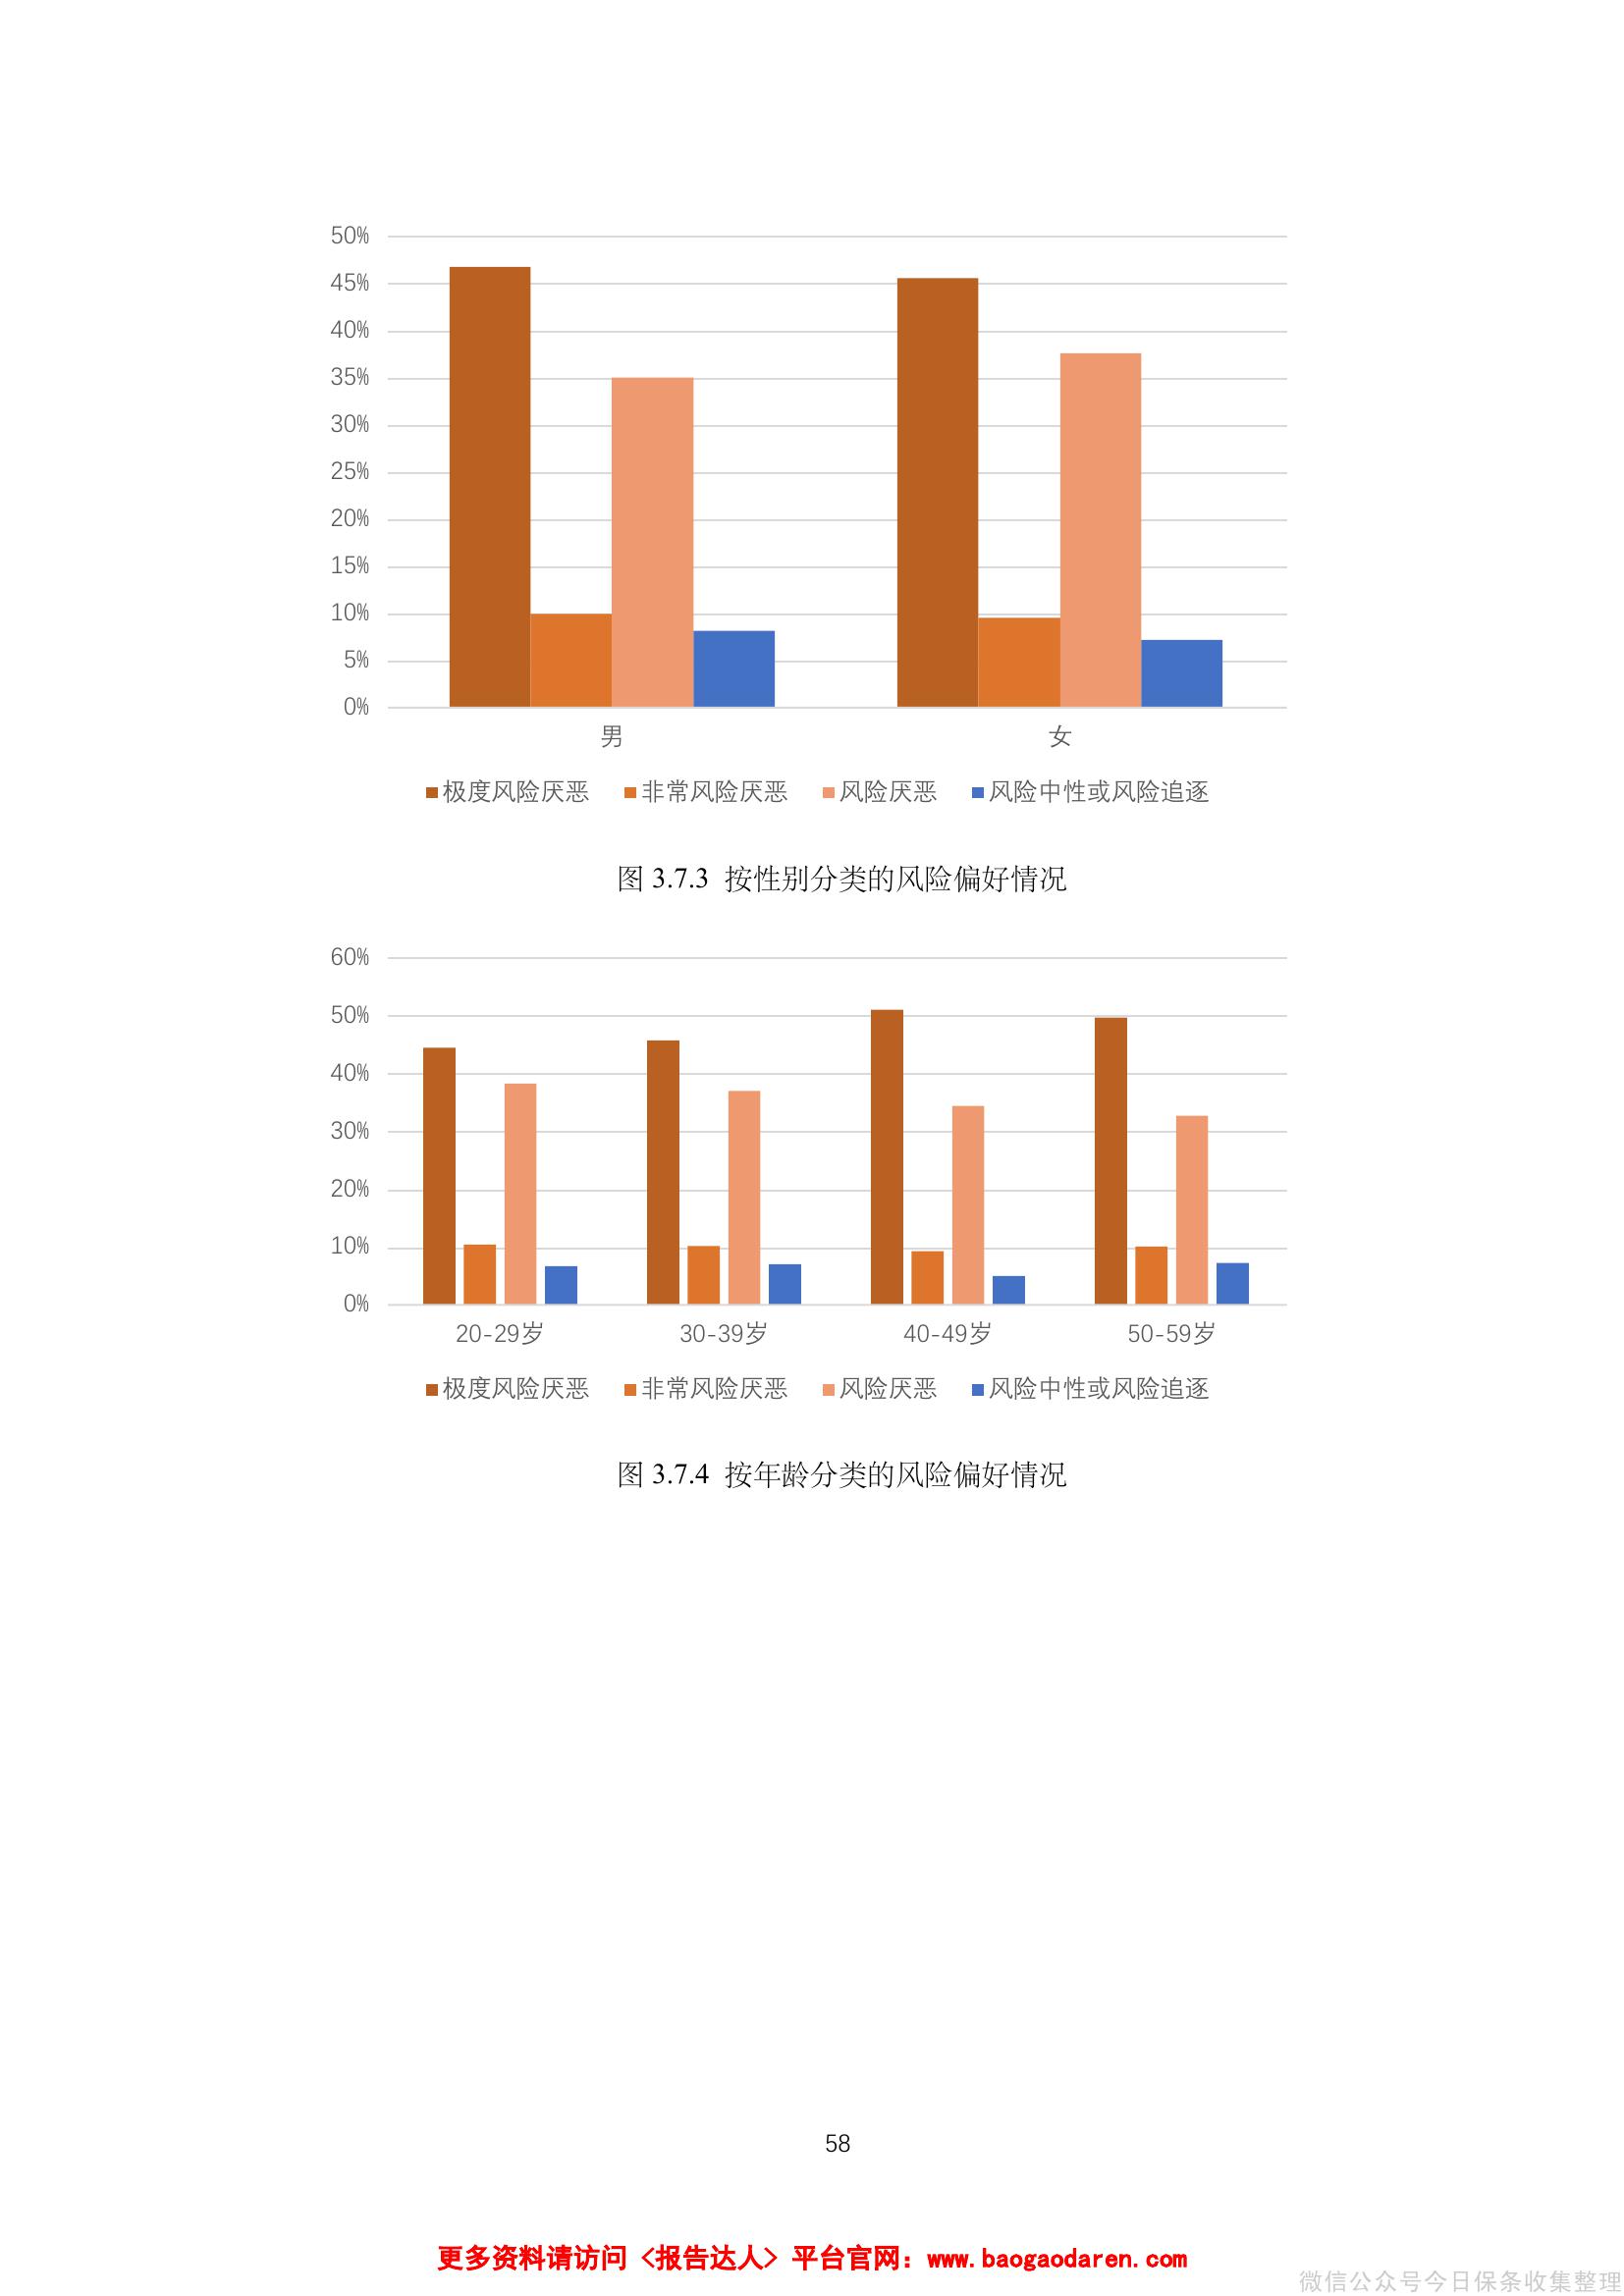 50%
45%
40%
35%
30%
25%
20%
15%
10%
5%
0%
男 女
极度风险厌恶 非常风险厌恶 风险厌恶 风险中性或风险追逐
图 3.7.3 按性别分类的风险偏好情况
60%
50%
40%
30%
20%
10%
0%
20-29岁 30-39岁 40-49岁 50-59岁
极度风险厌恶 非常风险厌恶 风险厌恶 风险中性或风险追逐
图 3.7.4 按年龄分类的风险偏好情况
58
更多资料请访问<报告达人>平台官网：www.baogaodaren.com
微信公众号今日保条收集整理